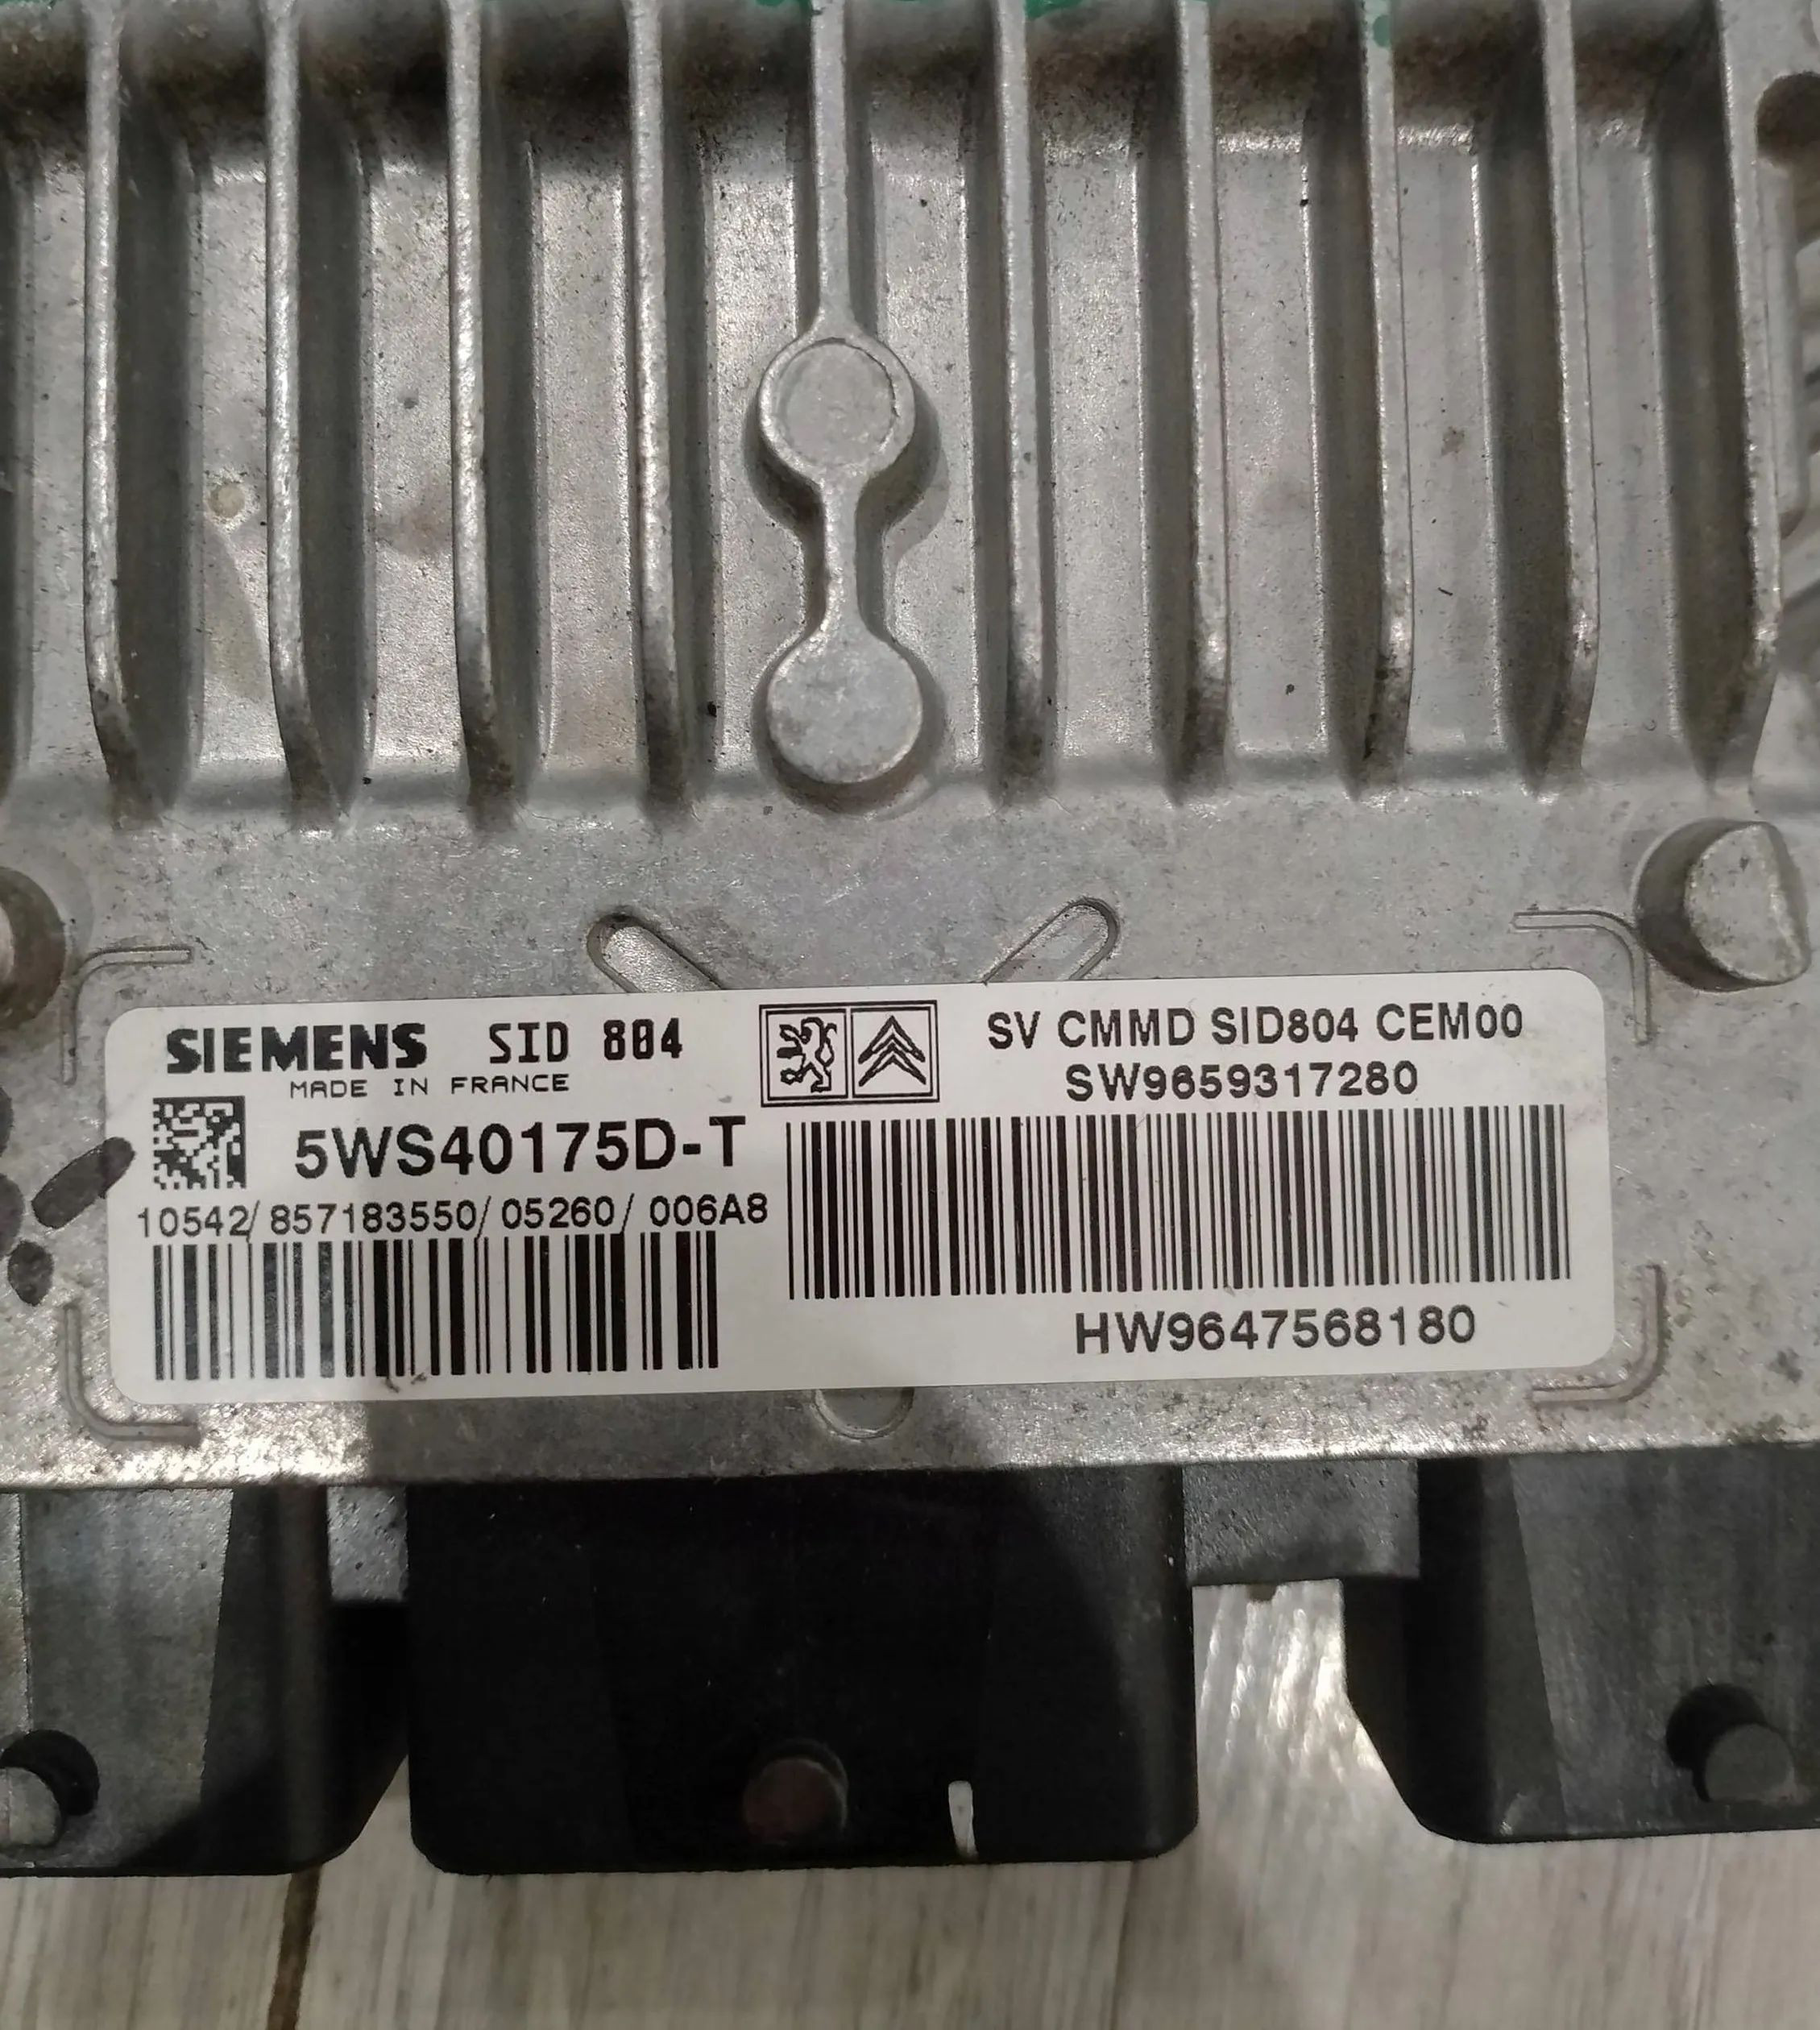 SIEMENS SID 804
MADE IN FRANCE
5WS40175D-T
10542/857183550/05260/006A8
SV CMMD SID804 CEM00
SW9659317280
HW9647568180